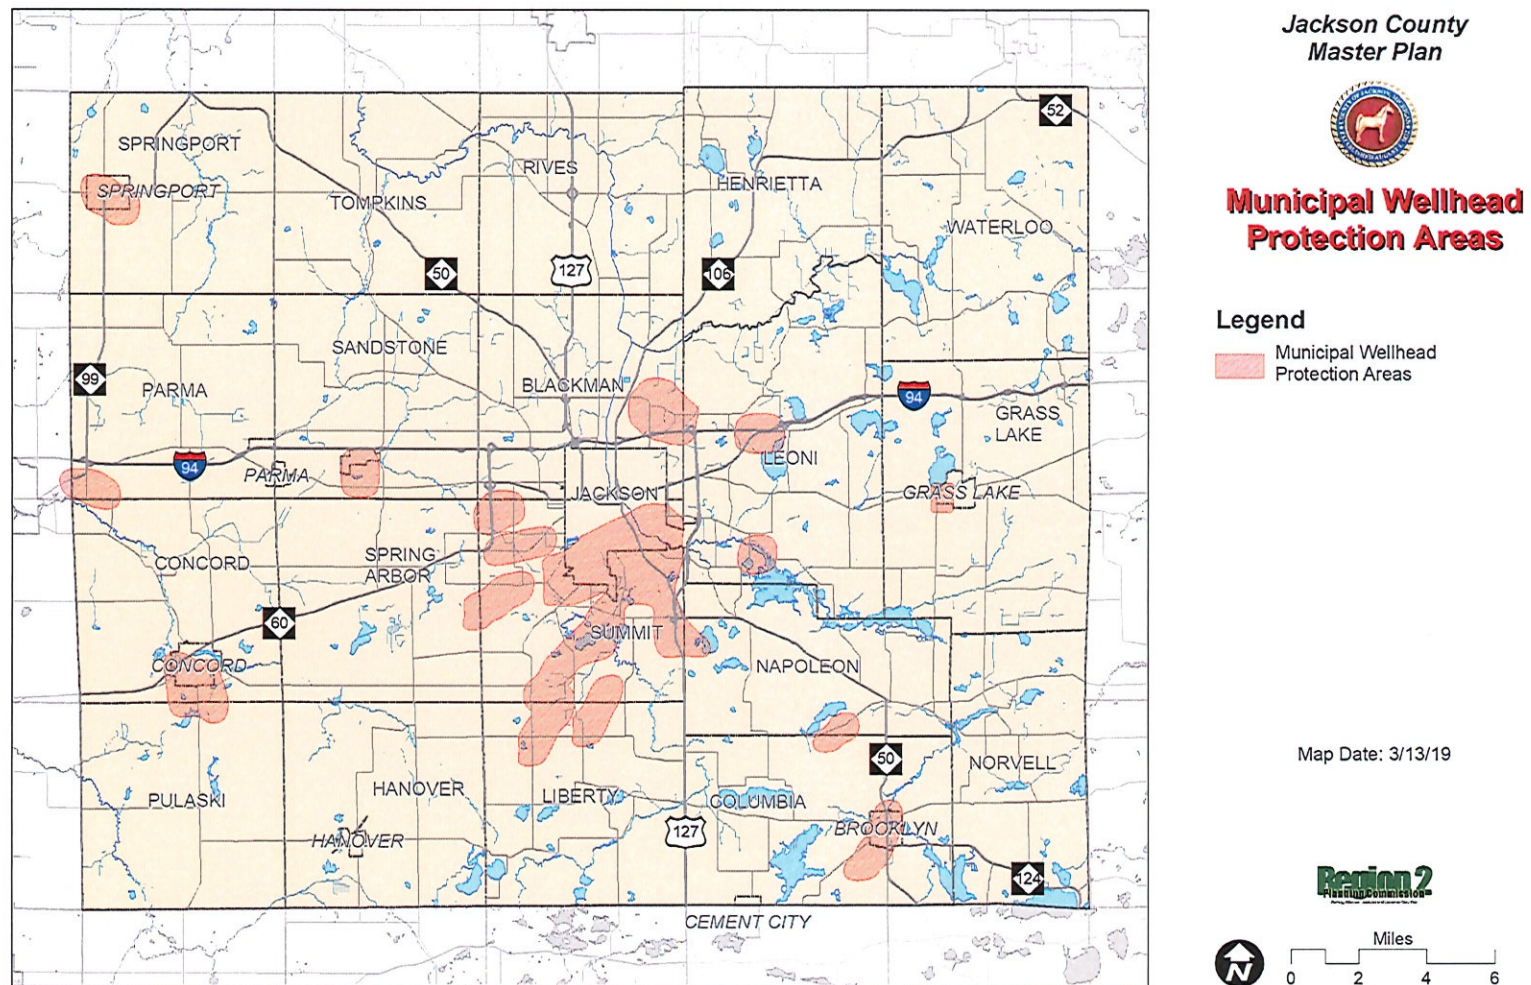 Jackson County
Master Plan
Municipal Wellhead
Protection Areas
Legend
Municipal Wellhead
Protection Areas
Map Date: 3/13/19
Region 2
Planning Commission
Miles
0 2 4 6
N
52
SPRINGPORT
RIVES
HENRIETTA
SPRINGPORT
TOMPKINS
WATERLOO
50
127
106
SANDSTONE
99
PARMA
BLACKMAN
94
GRASS
LAKE
94
PARMA
LEONI
JACKSON
GRASS LAKE
CONCORD
SPRING
ARBOR
60
SUMMIT
CONCORD
NAPOLEON
50
NORVELL
PULASKI
HANOVER
LIBERTY
COLUMBIA
HANOVER
127
BROOKLYN
124
CEMENT CITY